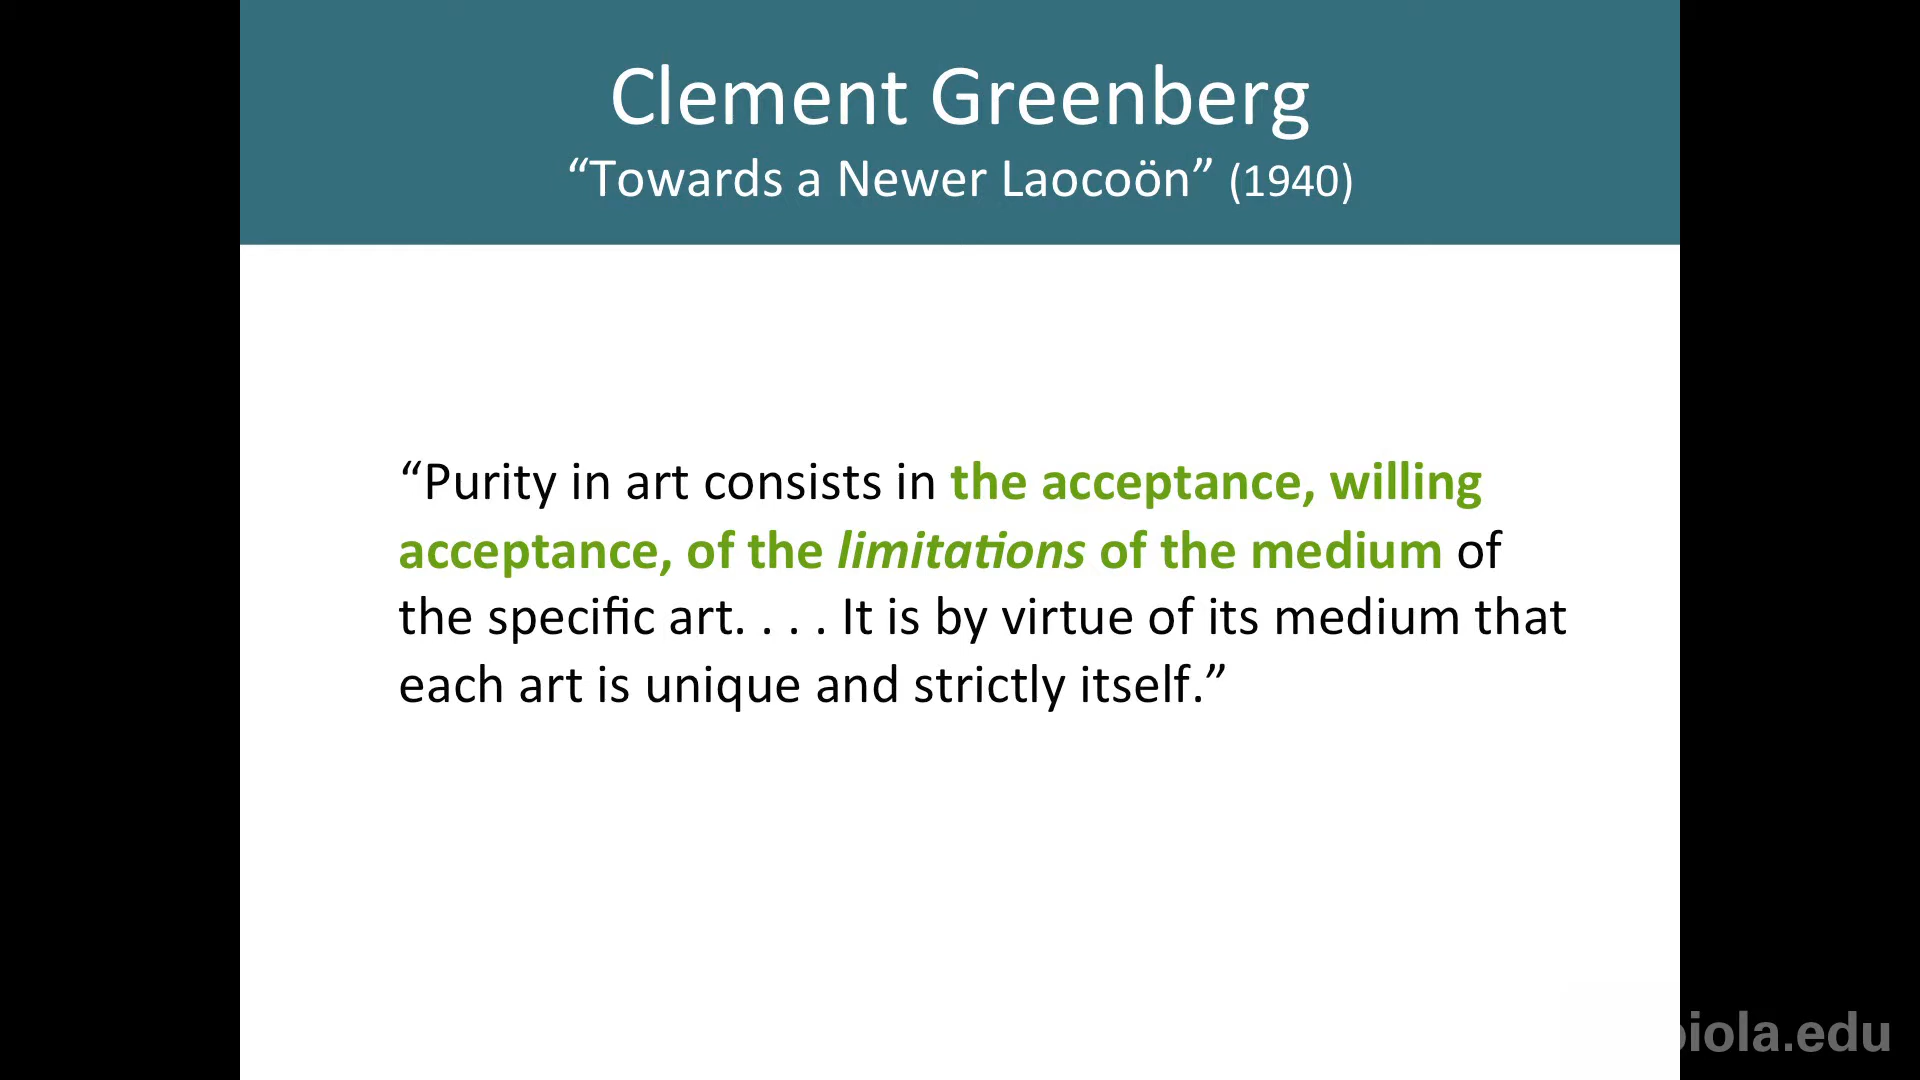 Clement Greenberg
“Towards a Newer Laocoön” (1940)
“Purity in art consists in the acceptance, willing
acceptance, of the limitations of the medium of
the specific art. . . . It is by virtue of its medium that
each art is unique and strictly itself.”
biola.edu